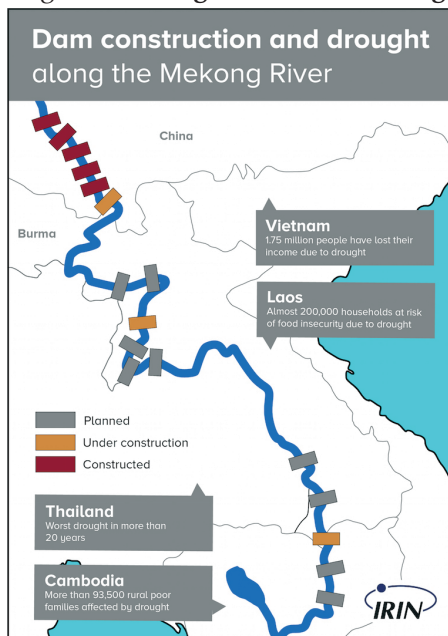 Dam construction and drought
along the Mekong River
China
Burma
Vietnam
1.75 million people have lost their
income due to drought
Laos
Almost 200,000 households at risk
of food insecurity due to drought
Planned
Under construction
Constructed
Thailand
Worst drought in more than
20 years
Cambodia
More than 93,500 rural poor
families affected by drought
IRIN